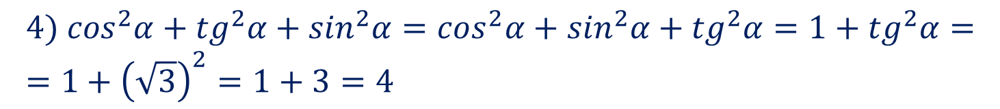 4) cos²α + tg²α + sin²α = cos²α + sin²α + tg²α = 1 + tg²α =
= 1 + (√3)² = 1 + 3 = 4